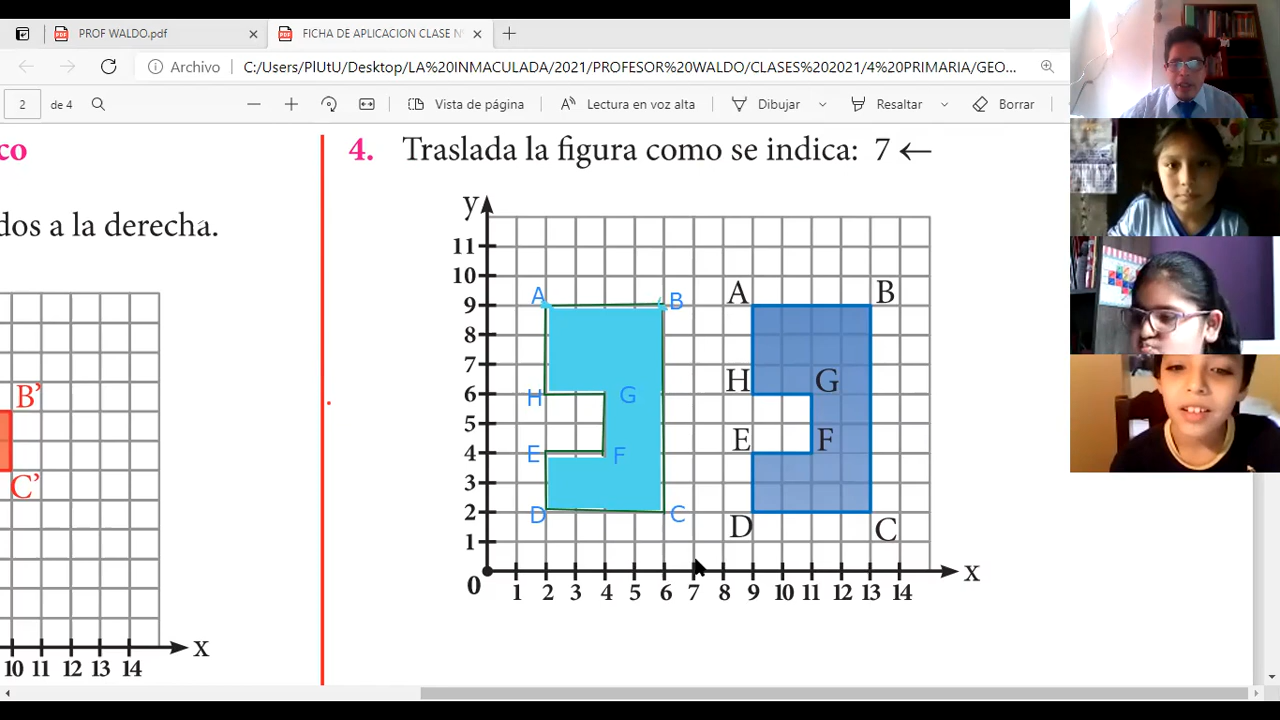 PROF WALDO.pdf
FICHA DE APLICACION CLASE Nº
Archivo
C:/Users/PlUtU/Desktop/LA%20INMACULADA/2021/PROFESOR%20WALDO/CLASES%202021/4%20PRIMARIA/GEO...
2 de 4
Vista de página
Lectura en voz alta
Dibujar
Resaltar
Borrar
co
dos a la derecha.
B’
C’
10 11 12 13 14 x
4. Traslada la figura como se indica: 7 ←
y
11
10
9
8
7
6
5
4
3
2
1
0
A B
H G
E F
D C
A B
H G
E F
D C
1 2 3 4 5 6 7 8 9 10 11 12 13 14 x